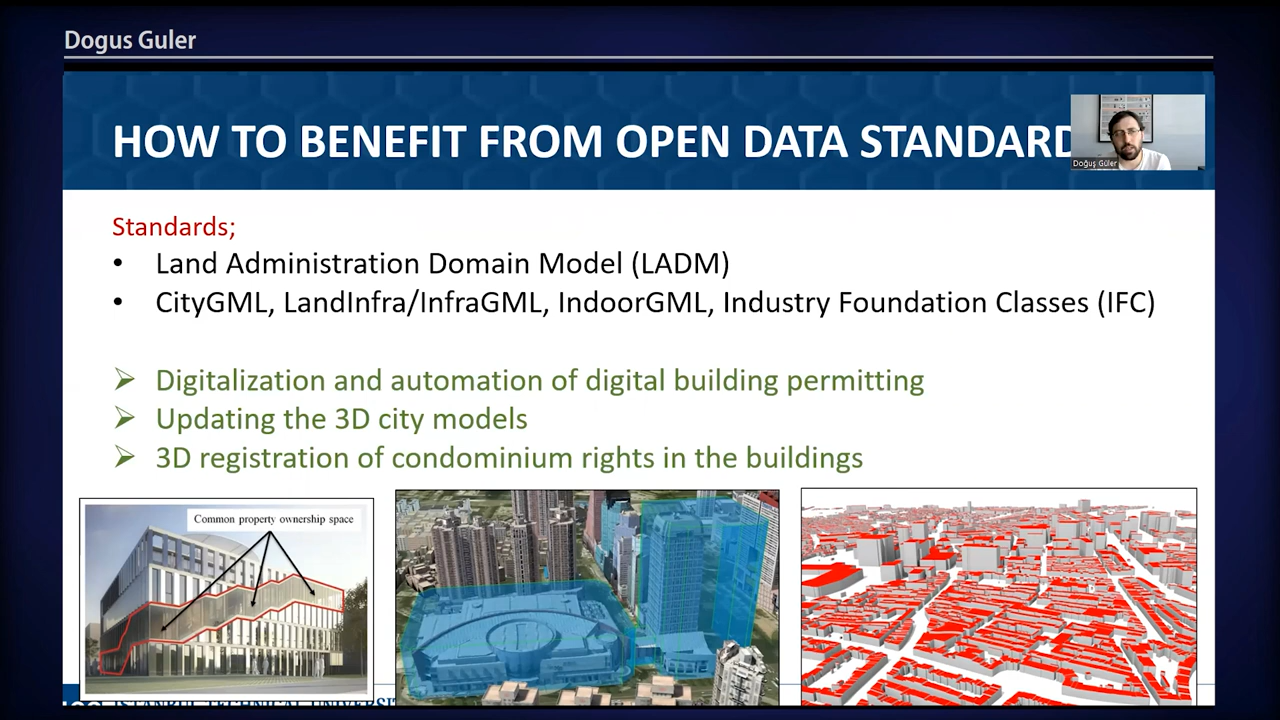 Dogus Guler
HOW TO BENEFIT FROM OPEN DATA STANDARD
Doğuş Güler
Standards;
• Land Administration Domain Model (LADM)
• CityGML, LandInfra/InfraGML, IndoorGML, Industry Foundation Classes (IFC)
➢ Digitalization and automation of digital building permitting
➢ Updating the 3D city models
➢ 3D registration of condominium rights in the buildings
Common property ownership space
ISTANBUL TECHNICAL